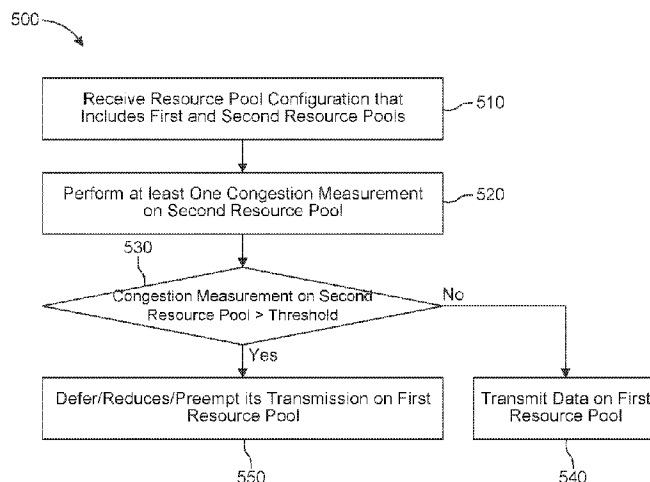 500
Receive Resource Pool Configuration that
Includes First and Second Resource Pools
510
Perform at least One Congestion Measurement
on Second Resource Pool
520
530
Congestion Measurement on Second
Resource Pool > Threshold
No
Yes
Defer/Reduces/Preempt its Transmission on First
Resource Pool
Transmit Data on First
Resource Pool
550
540